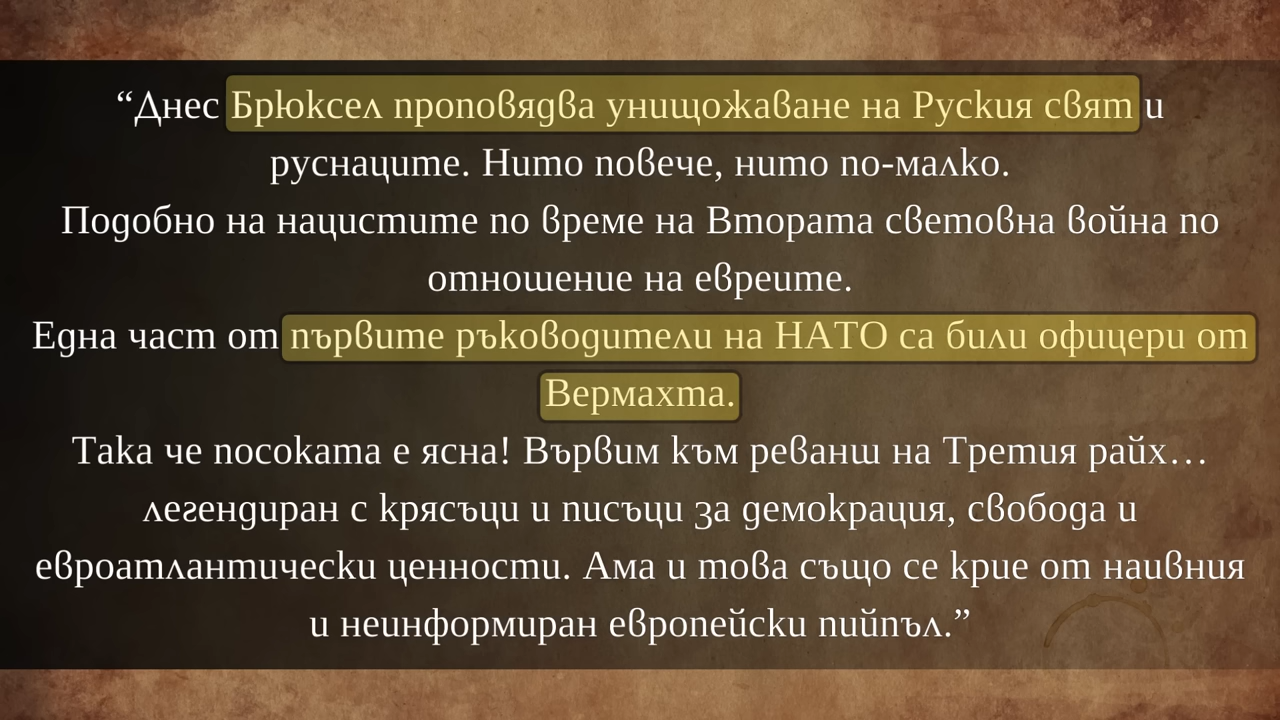 “Днес Брюксел проповядва унищожаване на Руския свят и
руснаците. Нито повече, нито по-малко.
Подобно на нацистите по време на Втората световна война по
отношение на евреите.
Една част от първите ръководители на НАТО са били офицери от
Вермахта.
Така че посоката е ясна! Вървим към реванш на Третия райх...
легендиран с крясъци и писъци за демокрация, свобода и
евроатлантически ценности. Ама и това също се крие от наивния
и неинформиран европейски пийпъл.”